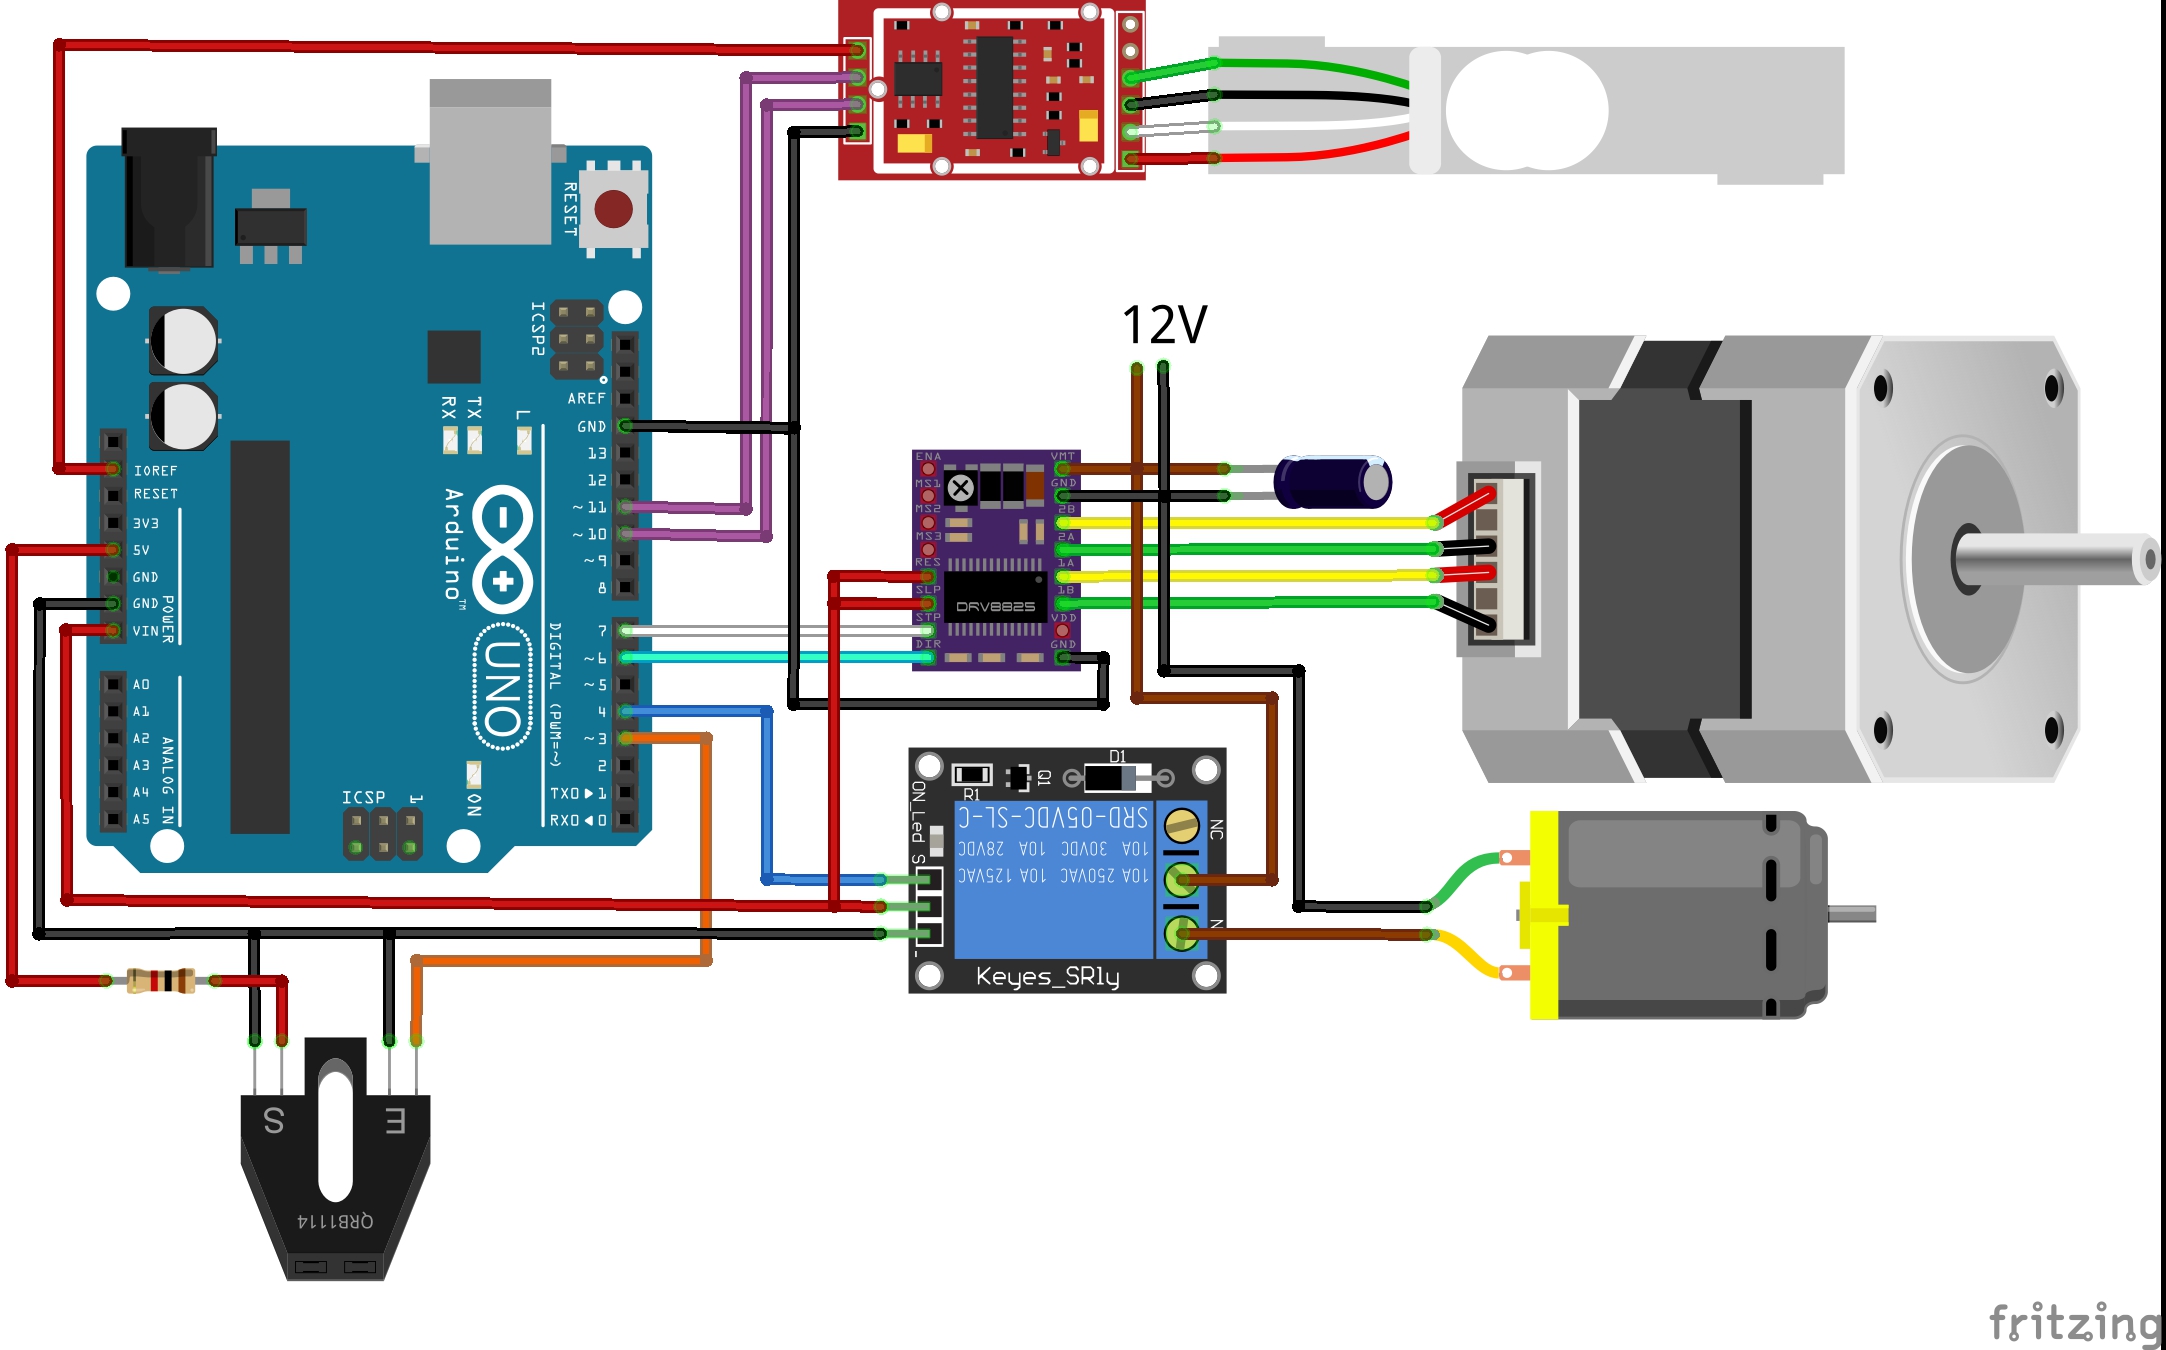 12V
RESET
ICSP2
RX
TX
L
AREF
GND
13
12
~11
~10
~9
8
IOREF
RESET
3V3
5V
GND
GND
VIN
POWER
Arduino™
UNO
DIGITAL (PWM=~)
7
~6
~5
4
~3
2
TX0▶1
RX0◀0
A0
A1
A2
A3
A4
A5
ANALOG IN
ICSP
1
ON
ENA
MS1
MS2
MS3
RES
SLP
STP
DIR
VMT
GND
2B
2A
1A
1B
VDD
GND
DRV8825
R1
Q1
D1
ON_Led
S
-
SRD-05VDC-SL-C
10A 30VDC 10A 28VDC
10A 250VAC 10A 125VAC
NC
N
Keyes_SRly
S
E
QRB1114
fritzing